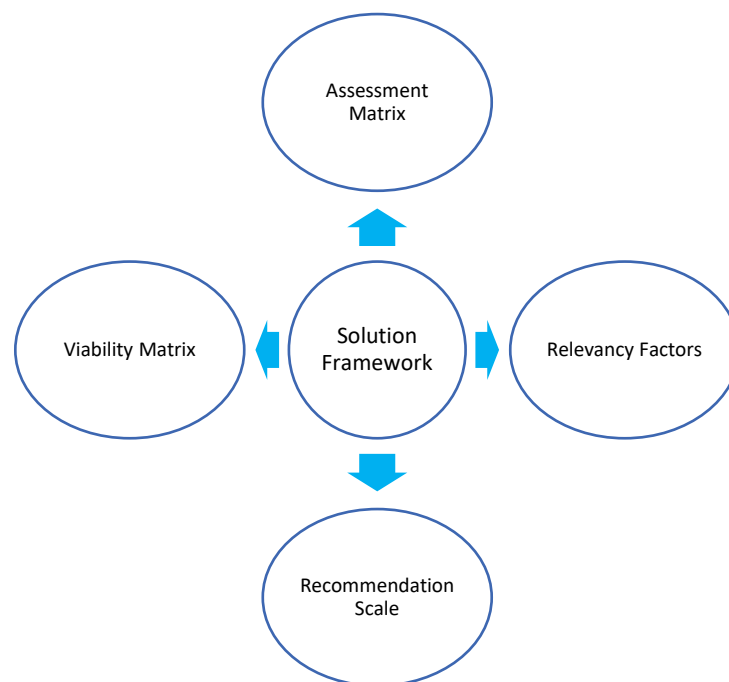 Assessment
Matrix
Viability Matrix
Solution
Framework
Relevancy Factors
Recommendation
Scale